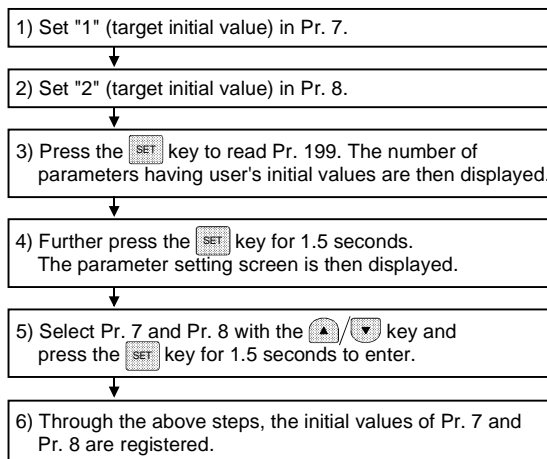 1) Set "1" (target initial value) in Pr. 7.
2) Set "2" (target initial value) in Pr. 8.
3) Press the SET key to read Pr. 199. The number of
parameters having user's initial values are then displayed.
4) Further press the SET key for 1.5 seconds.
The parameter setting screen is then displayed.
5) Select Pr. 7 and Pr. 8 with the ▲/▼ key and
press the SET key for 1.5 seconds to enter.
6) Through the above steps, the initial values of Pr. 7 and
Pr. 8 are registered.